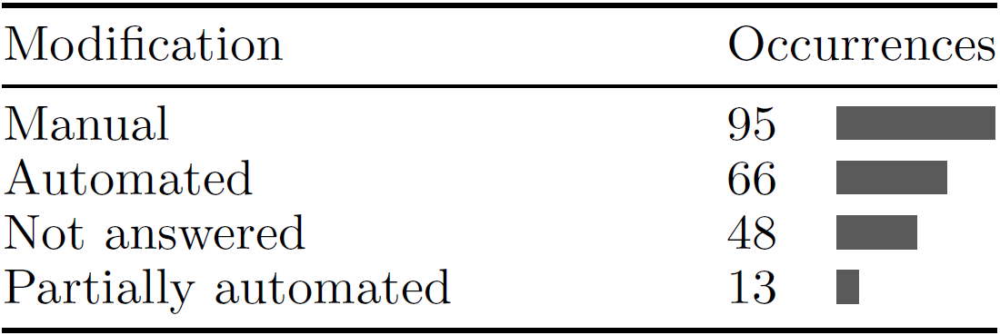 Modification Occurrences
Manual 95
Automated 66
Not answered 48
Partially automated 13